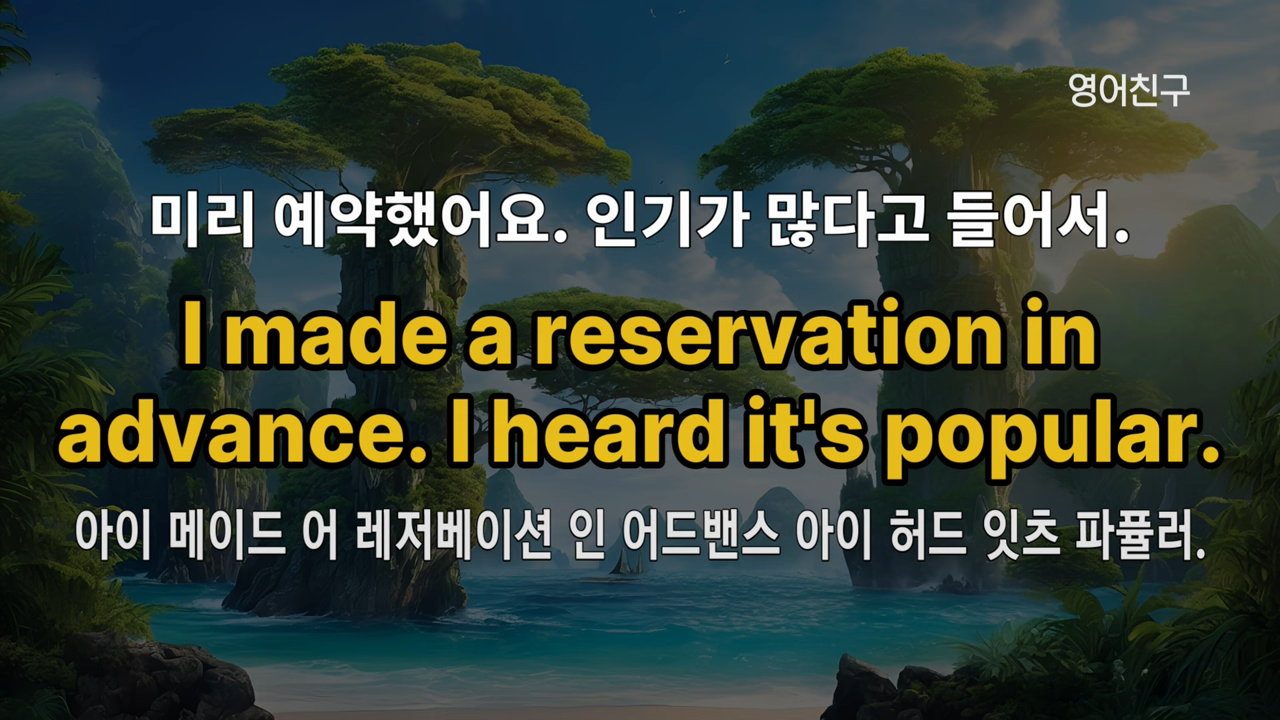 영어친구
미리 예약했어요. 인기가 많다고 들어서.
I made a reservation in
advance. I heard it's popular.
아이 메이드 어 레저베이션 인 어드밴스 아이 허드 잇츠 파퓰러.